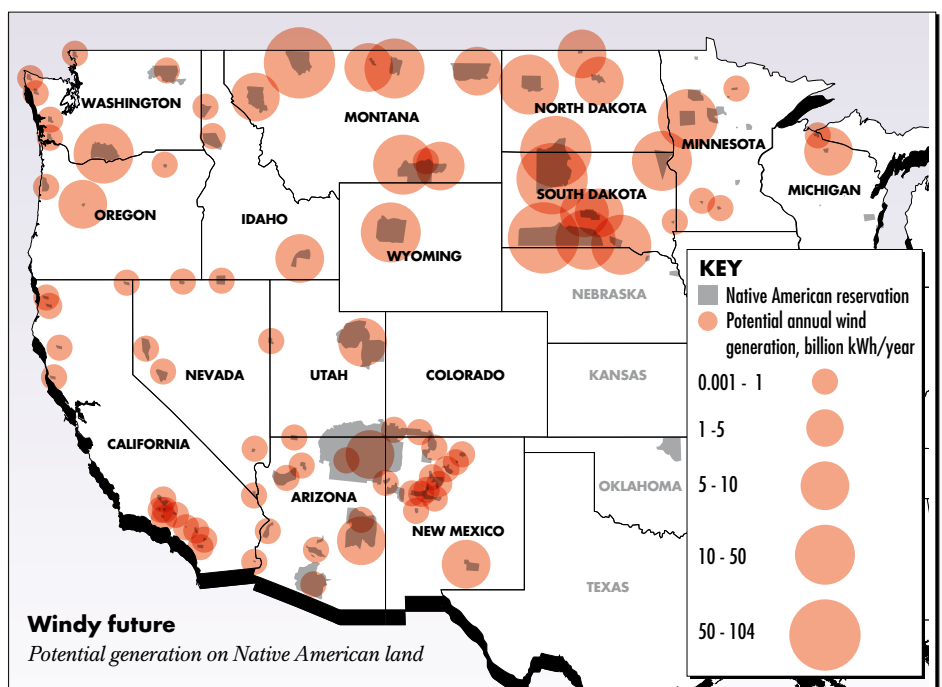 WASHINGTON
MONTANA
NORTH DAKOTA
MINNESOTA
MICHIGAN
OREGON
IDAHO
SOUTH DAKOTA
WYOMING
NEBRASKA
NEVADA
UTAH
COLORADO
KANSAS
CALIFORNIA
ARIZONA
NEW MEXICO
OKLAHOMA
TEXAS
KEY
Native American reservation
Potential annual wind
generation, billion kWh/year
0.001 - 1
1 - 5
5 - 10
10 - 50
50 - 104
Windy future
Potential generation on Native American land